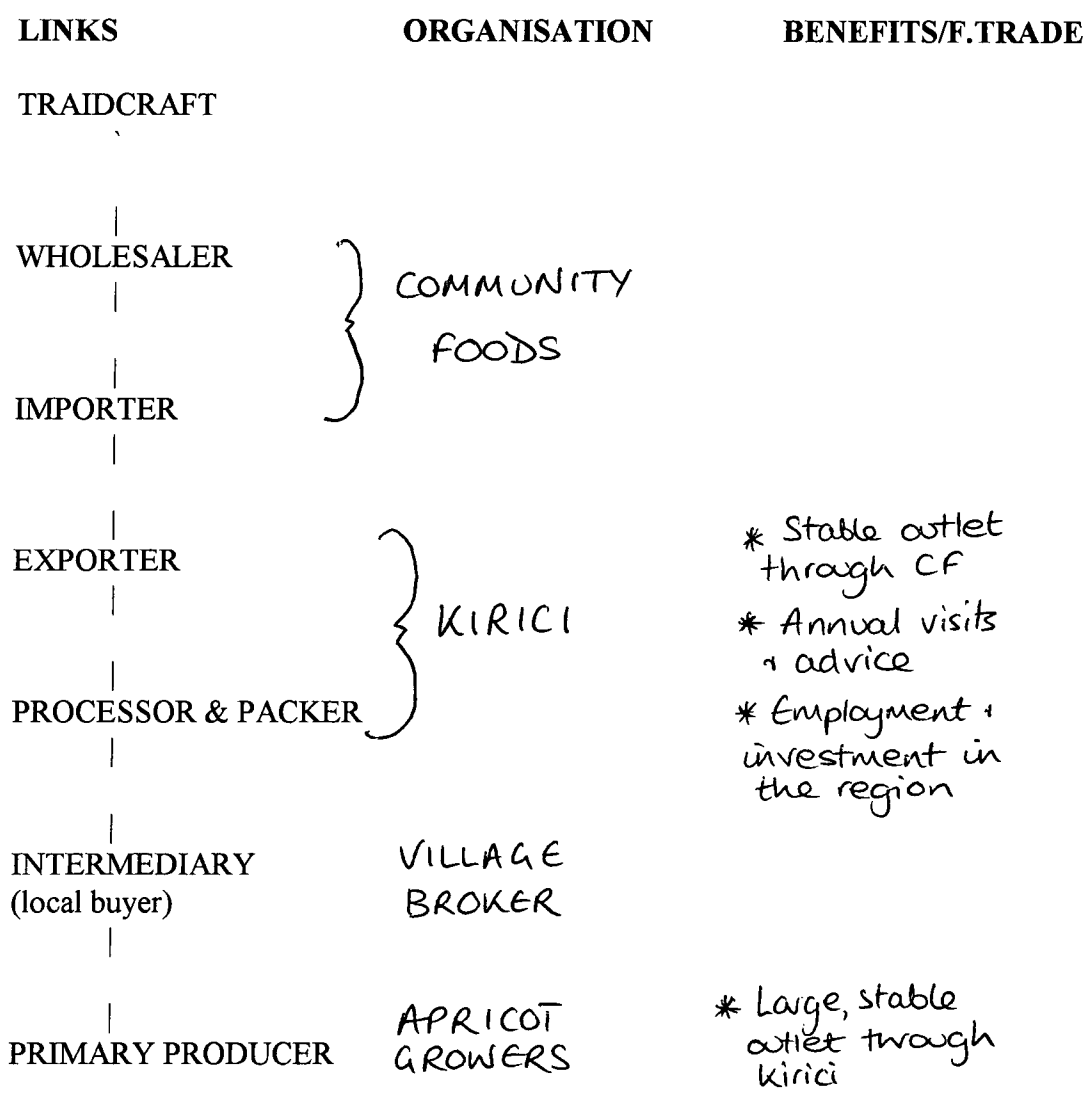 LINKS ORGANISATION BENEFITS/F.TRADE
TRAIDCRAFT
WHOLESALER
COMMUNITY
FOODS
IMPORTER
EXPORTER
KIRICI
PROCESSOR & PACKER
* Stable outlet
through CF
* Annual visits
& advice
* Employment &
investment in
the region
INTERMEDIARY
(local buyer)
VILLAGE
BROKER
PRIMARY PRODUCER
APRICOT
GROWERS
* Large, stable
outlet through
Kirici